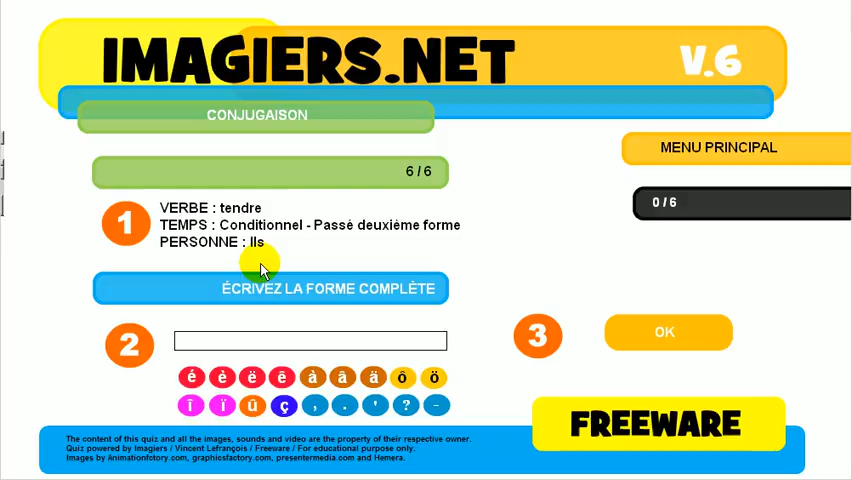 IMAGIERS.NET
V.6
CONJUGAISON
MENU PRINCIPAL
6 / 6
0 / 6
1
VERBE : tendre
TEMPS : Conditionnel - Passé deuxième forme
PERSONNE : Ils
ÉCRIVEZ LA FORME COMPLÈTE
2
3
OK
é è ë ê à â ä ô ö
î ï û ç , . ' ? -
FREEWARE
The content of this quiz and all the images, sounds and video are the property of their respective owner.
Quiz powered by Imagiers / Vincent Lefrançois / Freeware / For educational purpose only.
Images by Animationfctory.com, graphicsfactory.com, presentermedia.com and Hemera.